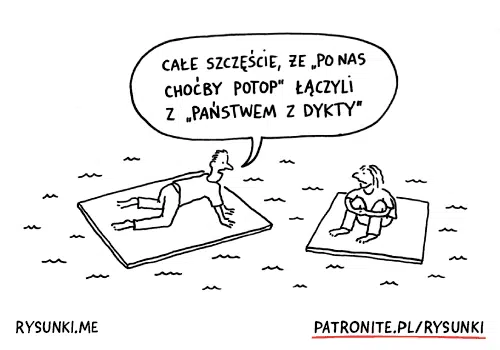 CAŁE SZCZĘŚCIE, ŻE „PO NAS
CHOĆBY POTOP” ŁĄCZYLI
Z „PAŃSTWEM Z DYKTY”
RYSUNKI.ME
PATRONITE.PL/RYSUNKI